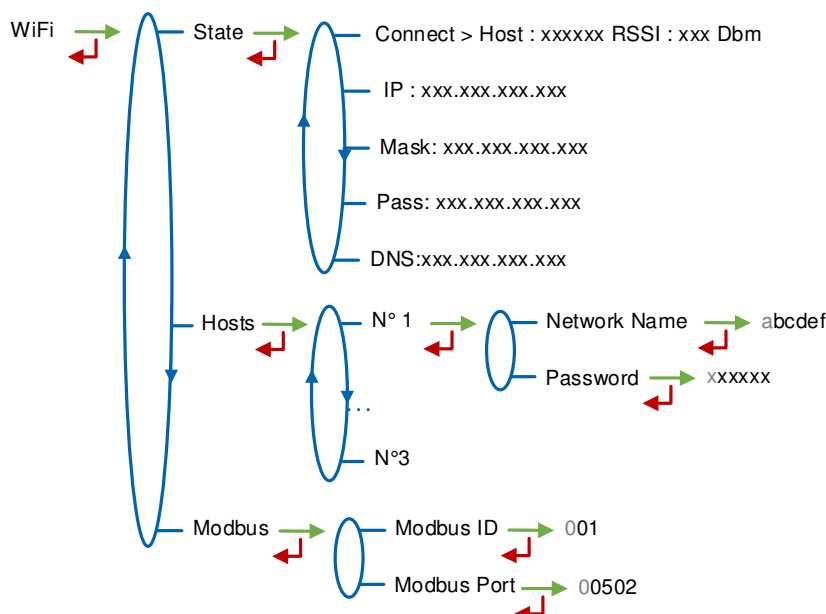 WiFi
State
Connect > Host : xxxxxx RSSI : xxx Dbm
IP : xxx.xxx.xxx.xxx
Mask: xxx.xxx.xxx.xxx
Pass: xxx.xxx.xxx.xxx
DNS:xxx.xxx.xxx.xxx
Hosts
N° 1
Network Name
abcdef
Password
xxxxxx
...
N°3
Modbus
Modbus ID
001
Modbus Port
00502